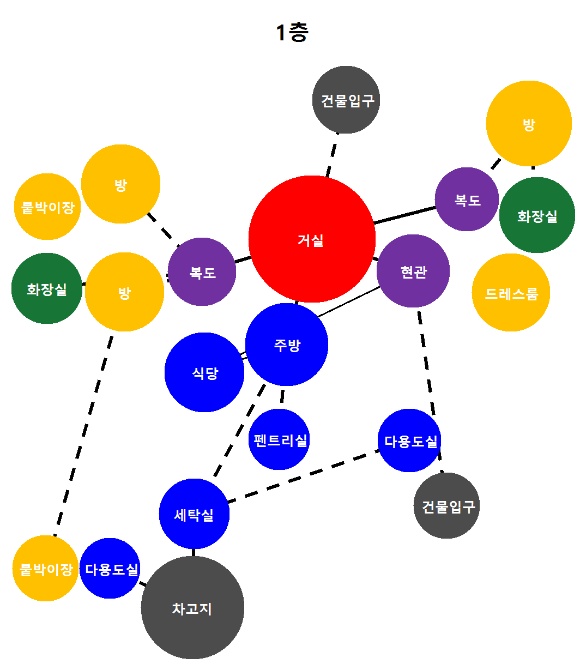 1층
건물입구
방
방
붙박이장
복도
화장실
거실
복도
현관
화장실
방
드레스룸
주방
식당
펜트리실
다용도실
건물입구
세탁실
붙박이장
다용도실
차고지